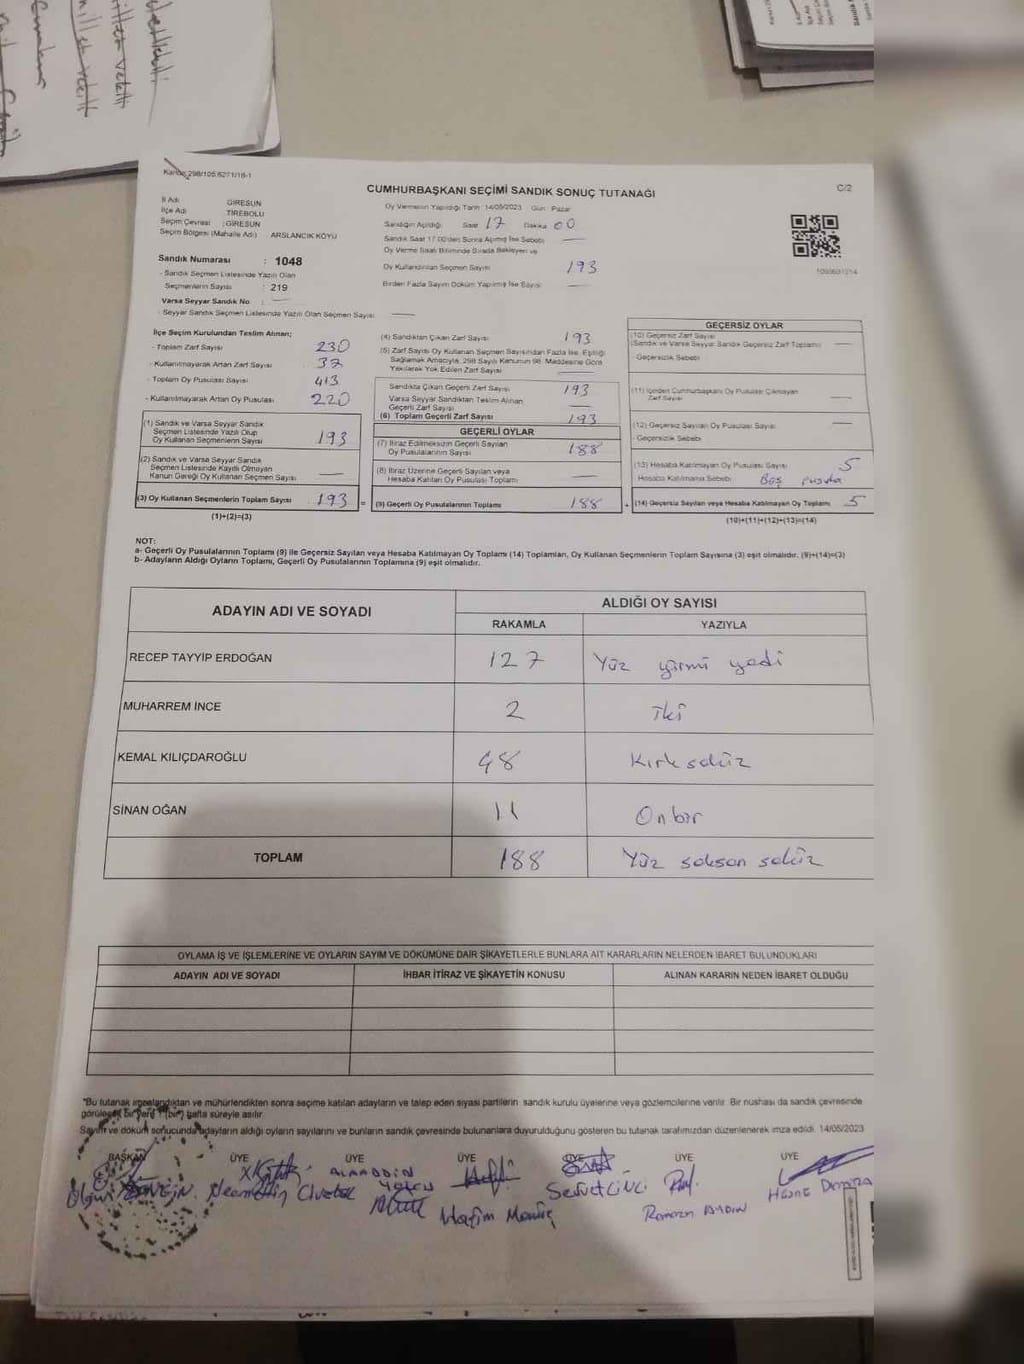 Kanun 298/105,6271/16-1
CUMHURBAŞKANI SEÇİMİ SANDIK SONUÇ TUTANAĞI
C/2
İl Adı GİRESUN
İlçe Adı TİREBOLU
Seçim Çevresi : GİRESUN
Seçim Bölgesi (Mahalle Adı) ARSLANCIK KÖYÜ
Sandık Numarası : 1048
- Sandık Seçmen Listesinde Yazılı Olan
Seçmenlerin Sayısı : 219
Varsa Seyyar Sandık No :
- Seyyar Sandık Seçmen Listesinde Yazılı Olan Seçmen Sayısı
Oy Vermenin Yapıldığı Tarih 14/05/2023 Gün Pazar
Sandığın Açıldığı Saat 17 Dakika 00
Sandık Saat 17.00'den Sonra Açılmış İse Sebebi
Oy Verme Saati Bitiminde Sırada Bekleyen ve
Oy Kullandırılan Seçmen Sayısı 193
Birden Fazla Sayım Döküm Yapılmış İse Sayısı
İlçe Seçim Kurulundan Teslim Alınan;
- Toplam Zarf Sayısı 230
- Kullanılmayarak Artan Zarf Sayısı 37
- Toplam Oy Pusulası Sayısı 413
- Kullanılmayarak Artan Oy Pusulası 220
(1) Sandık ve Varsa Seyyar Sandık
Seçmen Listesinde Yazılı Olup
Oy Kullanan Seçmenlerin Sayısı 193
(2) Sandık ve Varsa Seyyar Sandık
Seçmen Listesinde Kayıtlı Olmayan
Kanun Gereği Oy Kullanan Seçmen Sayısı
(3) Oy Kullanan Seçmenlerin Toplam Sayısı 193
(1)+(2)=(3)
(4) Sandıktan Çıkan Zarf Sayısı 193
(5) Zarf Sayısı Oy Kullanan Seçmen Sayısından Fazla İse, Eşitliği
Sağlamak Amacıyla, 298 Sayılı Kanunun 98. Maddesine Göre
Yakılarak Yok Edilen Zarf Sayısı
Sandıkta Çıkan Geçerli Zarf Sayısı 193
Varsa Seyyar Sandıktan Teslim Alınan
Geçerli Zarf Sayısı
(6) Toplam Geçerli Zarf Sayısı 193
GEÇERLİ OYLAR
(7) İtiraz Edilmeksizin Geçerli Sayılan
Oy Pusulalarının Sayısı 188
(8) İtiraz Üzerine Geçerli Sayılan veya
Hesaba Katılan Oy Pusulası Toplamı
(9) Geçerli Oy Pusulalarının Toplamı 188
GEÇERSİZ OYLAR
(10) Geçersiz Zarf Sayısı
(Sandık ve Varsa Seyyar Sandık Geçersiz Zarf Toplamı)
- Geçersizlik Sebebi
(11) İçinden Cumhurbaşkanı Oy Pusulası Çıkmayan
Zarf Sayısı
(12) Geçersiz Sayılan Oy Pusulası Sayısı
- Geçersizlik Sebebi
(13) Hesaba Katılmayan Oy Pusulası Sayısı 5
Hesaba Katılmama Sebebi Boş pusula
(14) Geçersiz Sayılan veya Hesaba Katılmayan Oy Toplamı 5
(10)+(11)+(12)+(13)=(14)
NOT:
a- Geçerli Oy Pusulalarının Toplamı (9) ile Geçersiz Sayılan veya Hesaba Katılmayan Oy Toplamı (14) Toplamları, Oy Kullanan Seçmenlerin Toplam Sayısına (3) eşit olmalıdır. (9)+(14)=(3)
b- Adayların Aldığı Oyların Toplamı, Geçerli Oy Pusulalarının Toplamına (9) eşit olmalıdır.
ADAYIN ADI VE SOYADI ALDIĞI OY SAYISI
RAKAMLA YAZIYLA
RECEP TAYYİP ERDOĞAN 127 Yüz yirmi yedi
MUHARREM İNCE 2 iki
KEMAL KILIÇDAROĞLU 48 Kırk sekiz
SİNAN OĞAN 11 Onbir
TOPLAM 188 Yüz seksen sekiz
OYLAMA İŞ VE İŞLEMLERİNE VE OYLARIN SAYIM VE DÖKÜMÜNE DAİR ŞİKAYETLERLE BUNLARA AİT KARARLARIN NELERDEN İBARET BULUNDUKLARI
ADAYIN ADI VE SOYADI İHBAR İTİRAZ VE ŞİKAYETİN KONUSU ALINAN KARARIN NEDEN İBARET OLDUĞU
"Bu tutanak imzalandıktan ve mühürlendikten sonra seçime katılan adayların ve talep eden siyasi partilerin sandık kurulu üyelerine veya gözlemcilerine verilir. Bir nüshası da sandık çevresinde
görülecek bir yere 1 (bir) hafta süreyle asılır.
Sayım ve döküm sonucunda adayların aldığı oyların sayılarını ve bunların sandık çevresinde bulunanlara duyurulduğunu gösteren bu tutanak tarafımızdan düzenlenerek imza edildi. 14/05/2023
BAŞKAN ÜYE ÜYE ÜYE ÜYE ÜYE ÜYE
ALAADDİN
Servet CİNCİ
Ramazan AYDIN